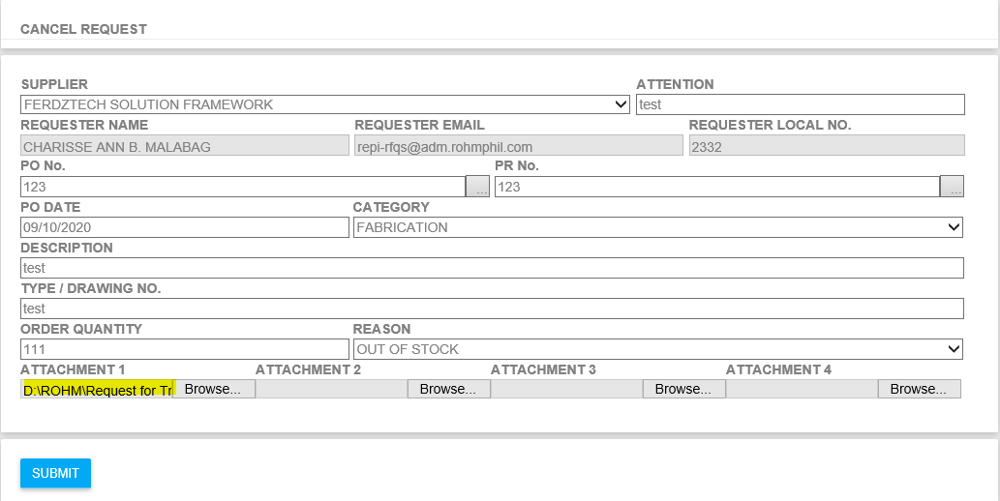 CANCEL REQUEST
SUPPLIER ATTENTION
FERDZTECH SOLUTION FRAMEWORK test
REQUESTER NAME REQUESTER EMAIL REQUESTER LOCAL NO.
CHARISSE ANN B. MALABAG repi-rfqs@adm.rohmphil.com 2332
PO No. PR No.
123 ... 123 ...
PO DATE CATEGORY
09/10/2020 FABRICATION
DESCRIPTION
test
TYPE / DRAWING NO.
test
ORDER QUANTITY REASON
111 OUT OF STOCK
ATTACHMENT 1 ATTACHMENT 2 ATTACHMENT 3 ATTACHMENT 4
D:\ROHM\Request for Tr Browse... Browse... Browse... Browse...
SUBMIT